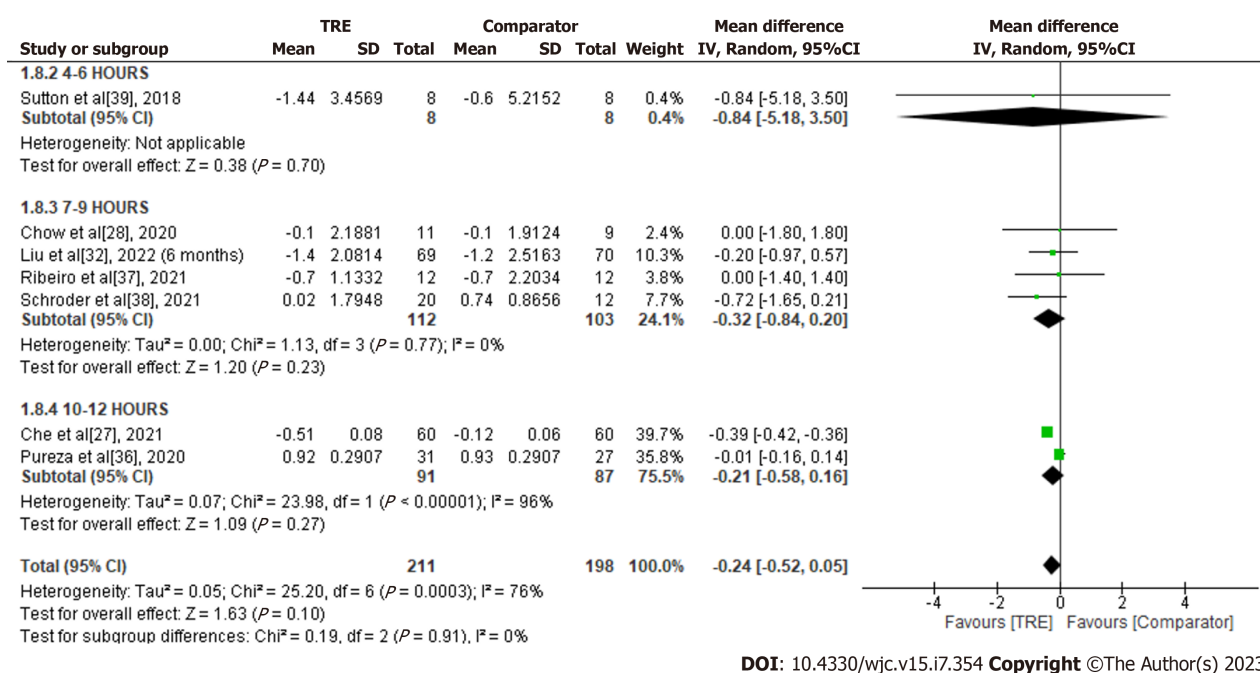 TRE Comparator Mean difference Mean difference
Study or subgroup Mean SD Total Mean SD Total Weight IV, Random, 95%CI IV, Random, 95%CI
1.8.2 4-6 HOURS
Sutton et al[39], 2018 -1.44 3.4569 8 -0.6 5.2152 8 0.4% -0.84 [-5.18, 3.50]
Subtotal (95% CI) 8 8 0.4% -0.84 [-5.18, 3.50]
Heterogeneity: Not applicable
Test for overall effect: Z = 0.38 (P = 0.70)
1.8.3 7-9 HOURS
Chow et al[28], 2020 -0.1 2.1881 11 -0.1 1.9124 9 2.4% 0.00 [-1.80, 1.80]
Liu et al[32], 2022 (6 months) -1.4 2.0814 69 -1.2 2.5163 70 10.3% -0.20 [-0.97, 0.57]
Ribeiro et al[37], 2021 -0.7 1.1332 12 -0.7 2.2034 12 3.8% 0.00 [-1.40, 1.40]
Schroder et al[38], 2021 0.02 1.7948 20 0.74 0.8656 12 7.7% -0.72 [-1.65, 0.21]
Subtotal (95% CI) 112 103 24.1% -0.32 [-0.84, 0.20]
Heterogeneity: Tau² = 0.00; Chi² = 1.13, df = 3 (P = 0.77); I² = 0%
Test for overall effect: Z = 1.20 (P = 0.23)
1.8.4 10-12 HOURS
Che et al[27], 2021 -0.51 0.08 60 -0.12 0.06 60 39.7% -0.39 [-0.42, -0.36]
Pureza et al[36], 2020 0.92 0.2907 31 0.93 0.2907 27 35.8% -0.01 [-0.16, 0.14]
Subtotal (95% CI) 91 87 75.5% -0.21 [-0.58, 0.16]
Heterogeneity: Tau² = 0.07; Chi² = 23.98, df = 1 (P < 0.00001); I² = 96%
Test for overall effect: Z = 1.09 (P = 0.27)
Total (95% CI) 211 198 100.0% -0.24 [-0.52, 0.05]
Heterogeneity: Tau² = 0.05; Chi² = 25.20, df = 6 (P = 0.0003); I² = 76%
Test for overall effect: Z = 1.63 (P = 0.10)
Test for subgroup differences: Chi² = 0.19, df = 2 (P = 0.91), I² = 0%
-4 -2 0 2 4
Favours [TRE] Favours [Comparator]
DOI: 10.4330/wjc.v15.i7.354 Copyright ©The Author(s) 2023